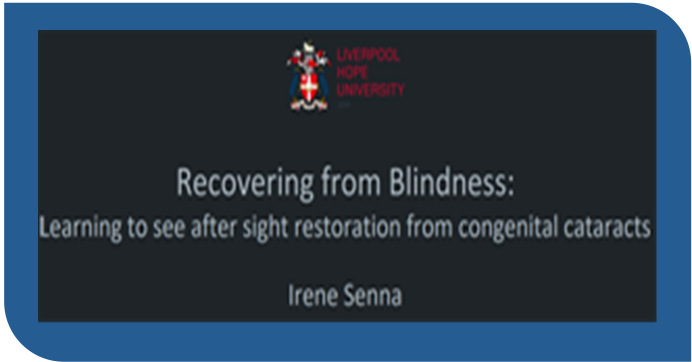 LIVERPOOL
HOPE
UNIVERSITY
Recovering from Blindness:
Learning to see after sight restoration from congenital cataracts
Irene Senna